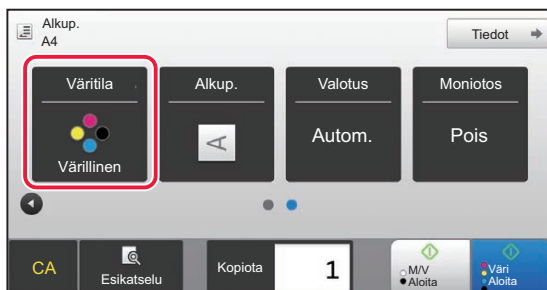 Alkup.
A4
Tiedot
Väritila
Alkup.
Valotus
Moniotos
A
Autom.
Pois
Värillinen
CA
Esikatselu
Kopiota
1
M/V
Aloita
Väri
Aloita